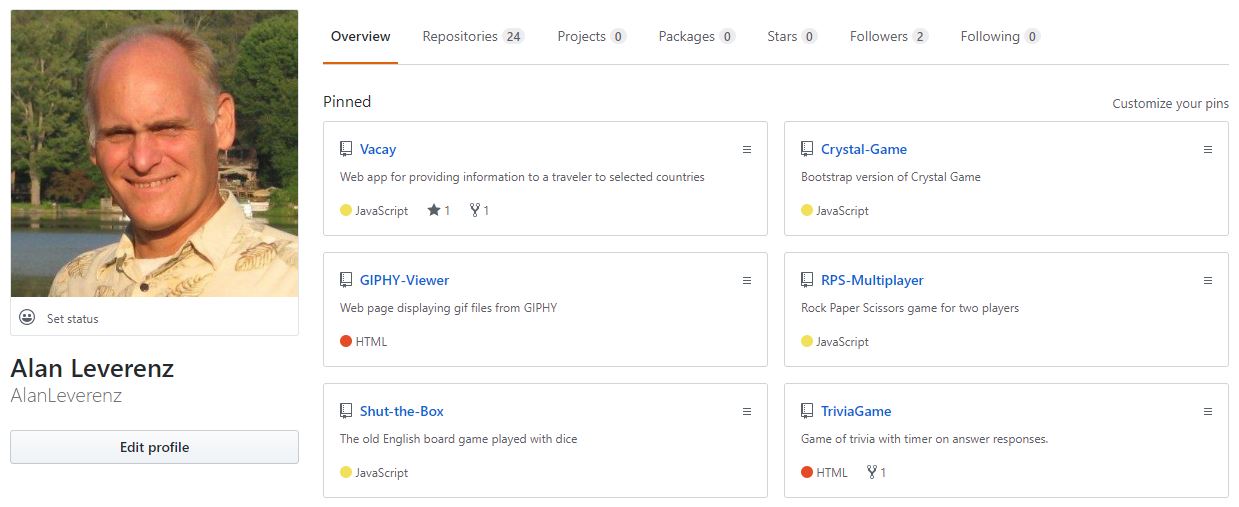 Overview Repositories 24 Projects 0 Packages 0 Stars 0 Followers 2 Following 0
Pinned
Customize your pins
Vacay
Web app for providing information to a traveler to selected countries
JavaScript 1 1
Crystal-Game
Bootstrap version of Crystal Game
JavaScript
GIPHY-Viewer
Web page displaying gif files from GIPHY
HTML
RPS-Multiplayer
Rock Paper Scissors game for two players
JavaScript
Shut-the-Box
The old English board game played with dice
JavaScript
TriviaGame
Game of trivia with timer on answer responses.
HTML 1
Set status
Alan Leverenz
AlanLeverenz
Edit profile